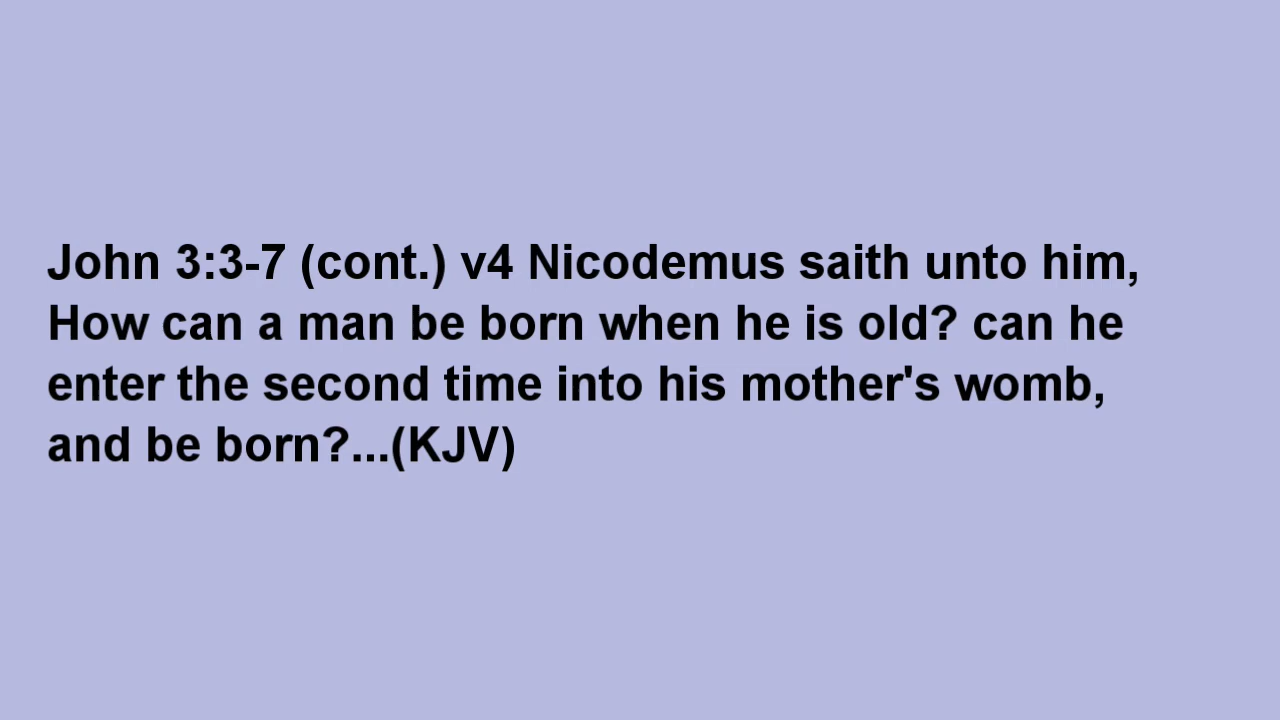 John 3:3-7 (cont.) v4 Nicodemus saith unto him,
How can a man be born when he is old? can he
enter the second time into his mother's womb,
and be born?...(KJV)